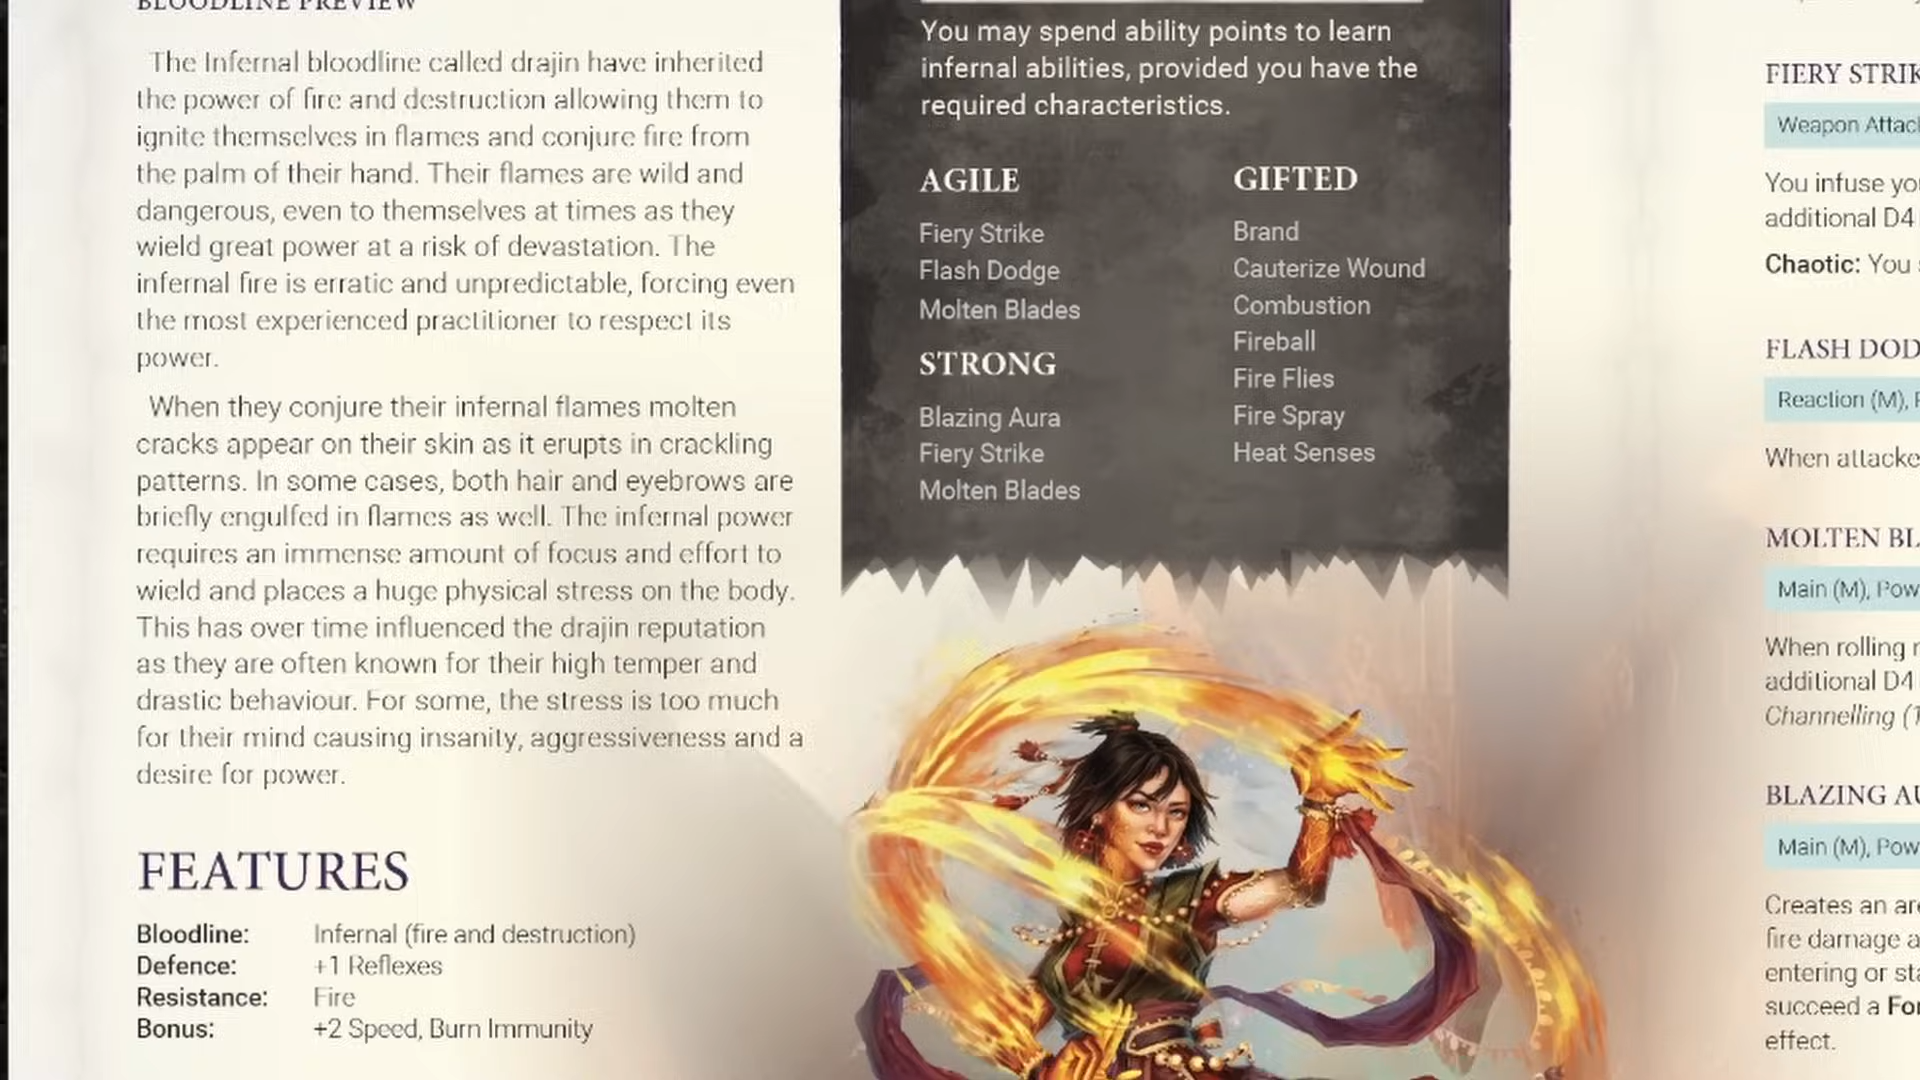 BLOODLINE PREVIEW
The Infernal bloodline called drajin have inherited
the power of fire and destruction allowing them to
ignite themselves in flames and conjure fire from
the palm of their hand. Their flames are wild and
dangerous, even to themselves at times as they
wield great power at a risk of devastation. The
infernal fire is erratic and unpredictable, forcing even
the most experienced practitioner to respect its
power.
When they conjure their infernal flames molten
cracks appear on their skin as it erupts in crackling
patterns. In some cases, both hair and eyebrows are
briefly engulfed in flames as well. The infernal power
requires an immense amount of focus and effort to
wield and places a huge physical stress on the body.
This has over time influenced the drajin reputation
as they are often known for their high temper and
drastic behaviour. For some, the stress is too much
for their mind causing insanity, aggressiveness and a
desire for power.
FEATURES
Bloodline: Infernal (fire and destruction)
Defence: +1 Reflexes
Resistance: Fire
Bonus: +2 Speed, Burn Immunity
You may spend ability points to learn
infernal abilities, provided you have the
required characteristics.
AGILE
Fiery Strike
Flash Dodge
Molten Blades
STRONG
Blazing Aura
Fiery Strike
Molten Blades
GIFTED
Brand
Cauterize Wound
Combustion
Fireball
Fire Flies
Fire Spray
Heat Senses
FIERY STRIK
Weapon Attac
You infuse yo
additional D4
Chaotic: You
FLASH DOD
Reaction (M),
When attacke
MOLTEN BL
Main (M), Pow
When rolling
additional D4
Channelling (
BLAZING AU
Main (M), Pow
Creates an
fire damage
entering or
succeed a
effect.